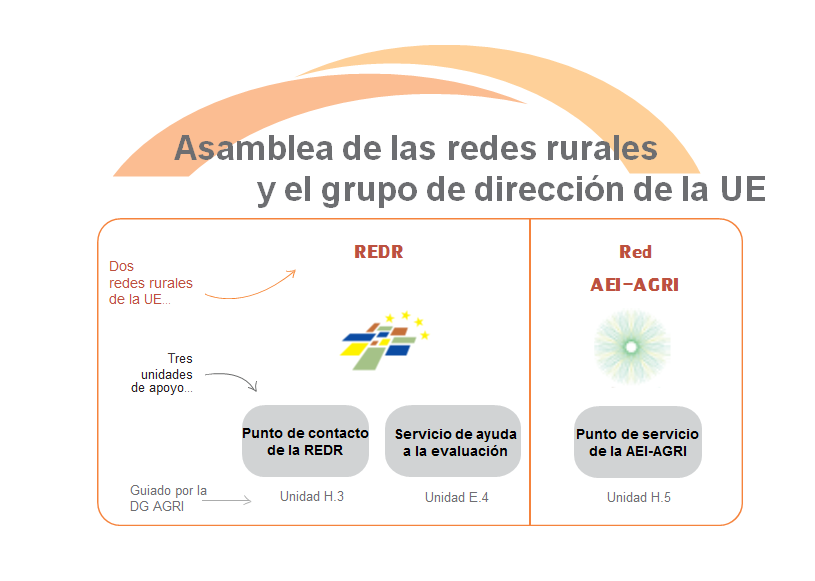 Asamblea de las redes rurales
y el grupo de dirección de la UE
REDR
Red
AEI-AGRI
Dos
redes rurales
de la UE...
Tres
unidades
de apoyo...
Punto de contacto
de la REDR
Servicio de ayuda
a la evaluación
Punto de servicio
de la AEI-AGRI
Guiado por la
DG AGRI
Unidad H.3
Unidad E.4
Unidad H.5